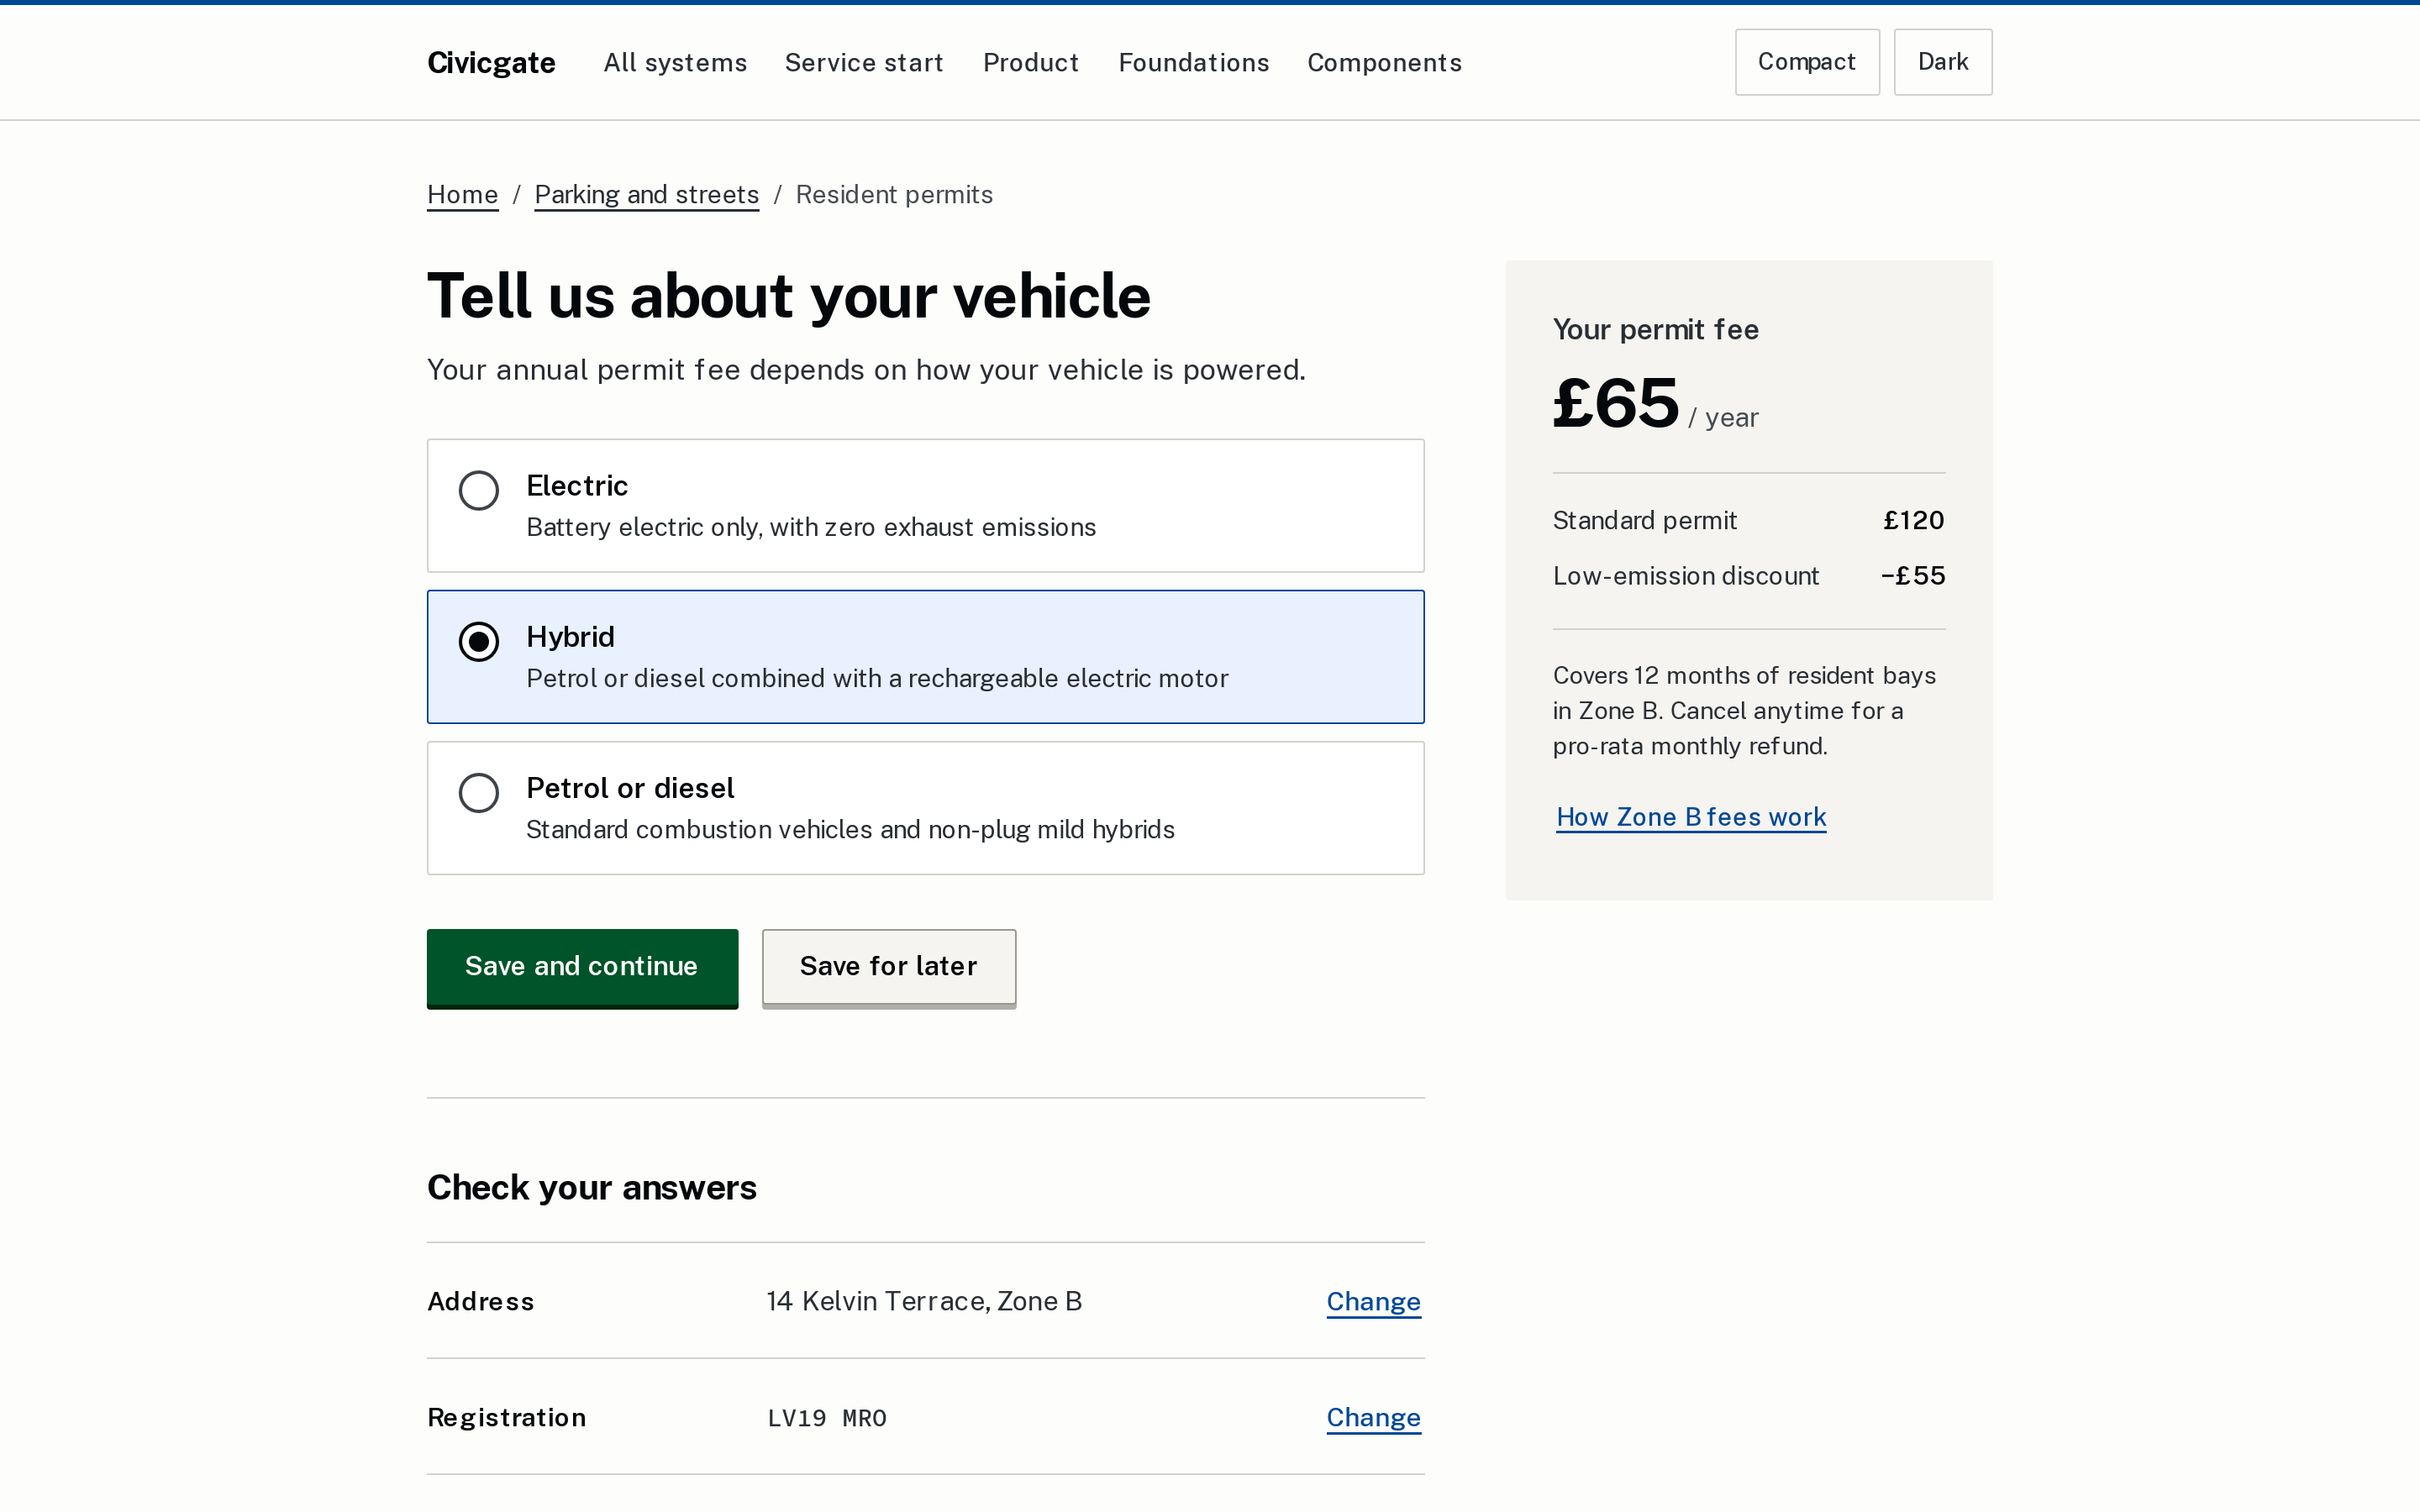 Civicgate All systems Service start Product Foundations Components Compact Dark
Home / Parking and streets / Resident permits
Tell us about your vehicle
Your annual permit fee depends on how your vehicle is powered.
Electric
Battery electric only, with zero exhaust emissions
Hybrid
Petrol or diesel combined with a rechargeable electric motor
Petrol or diesel
Standard combustion vehicles and non-plug mild hybrids
Save and continue Save for later
Your permit fee
£65 / year
Standard permit £120
Low-emission discount −£55
Covers 12 months of resident bays
in Zone B. Cancel anytime for a
pro-rata monthly refund.
How Zone B fees work
Check your answers
Address 14 Kelvin Terrace, Zone B Change
Registration LV19 MRO Change